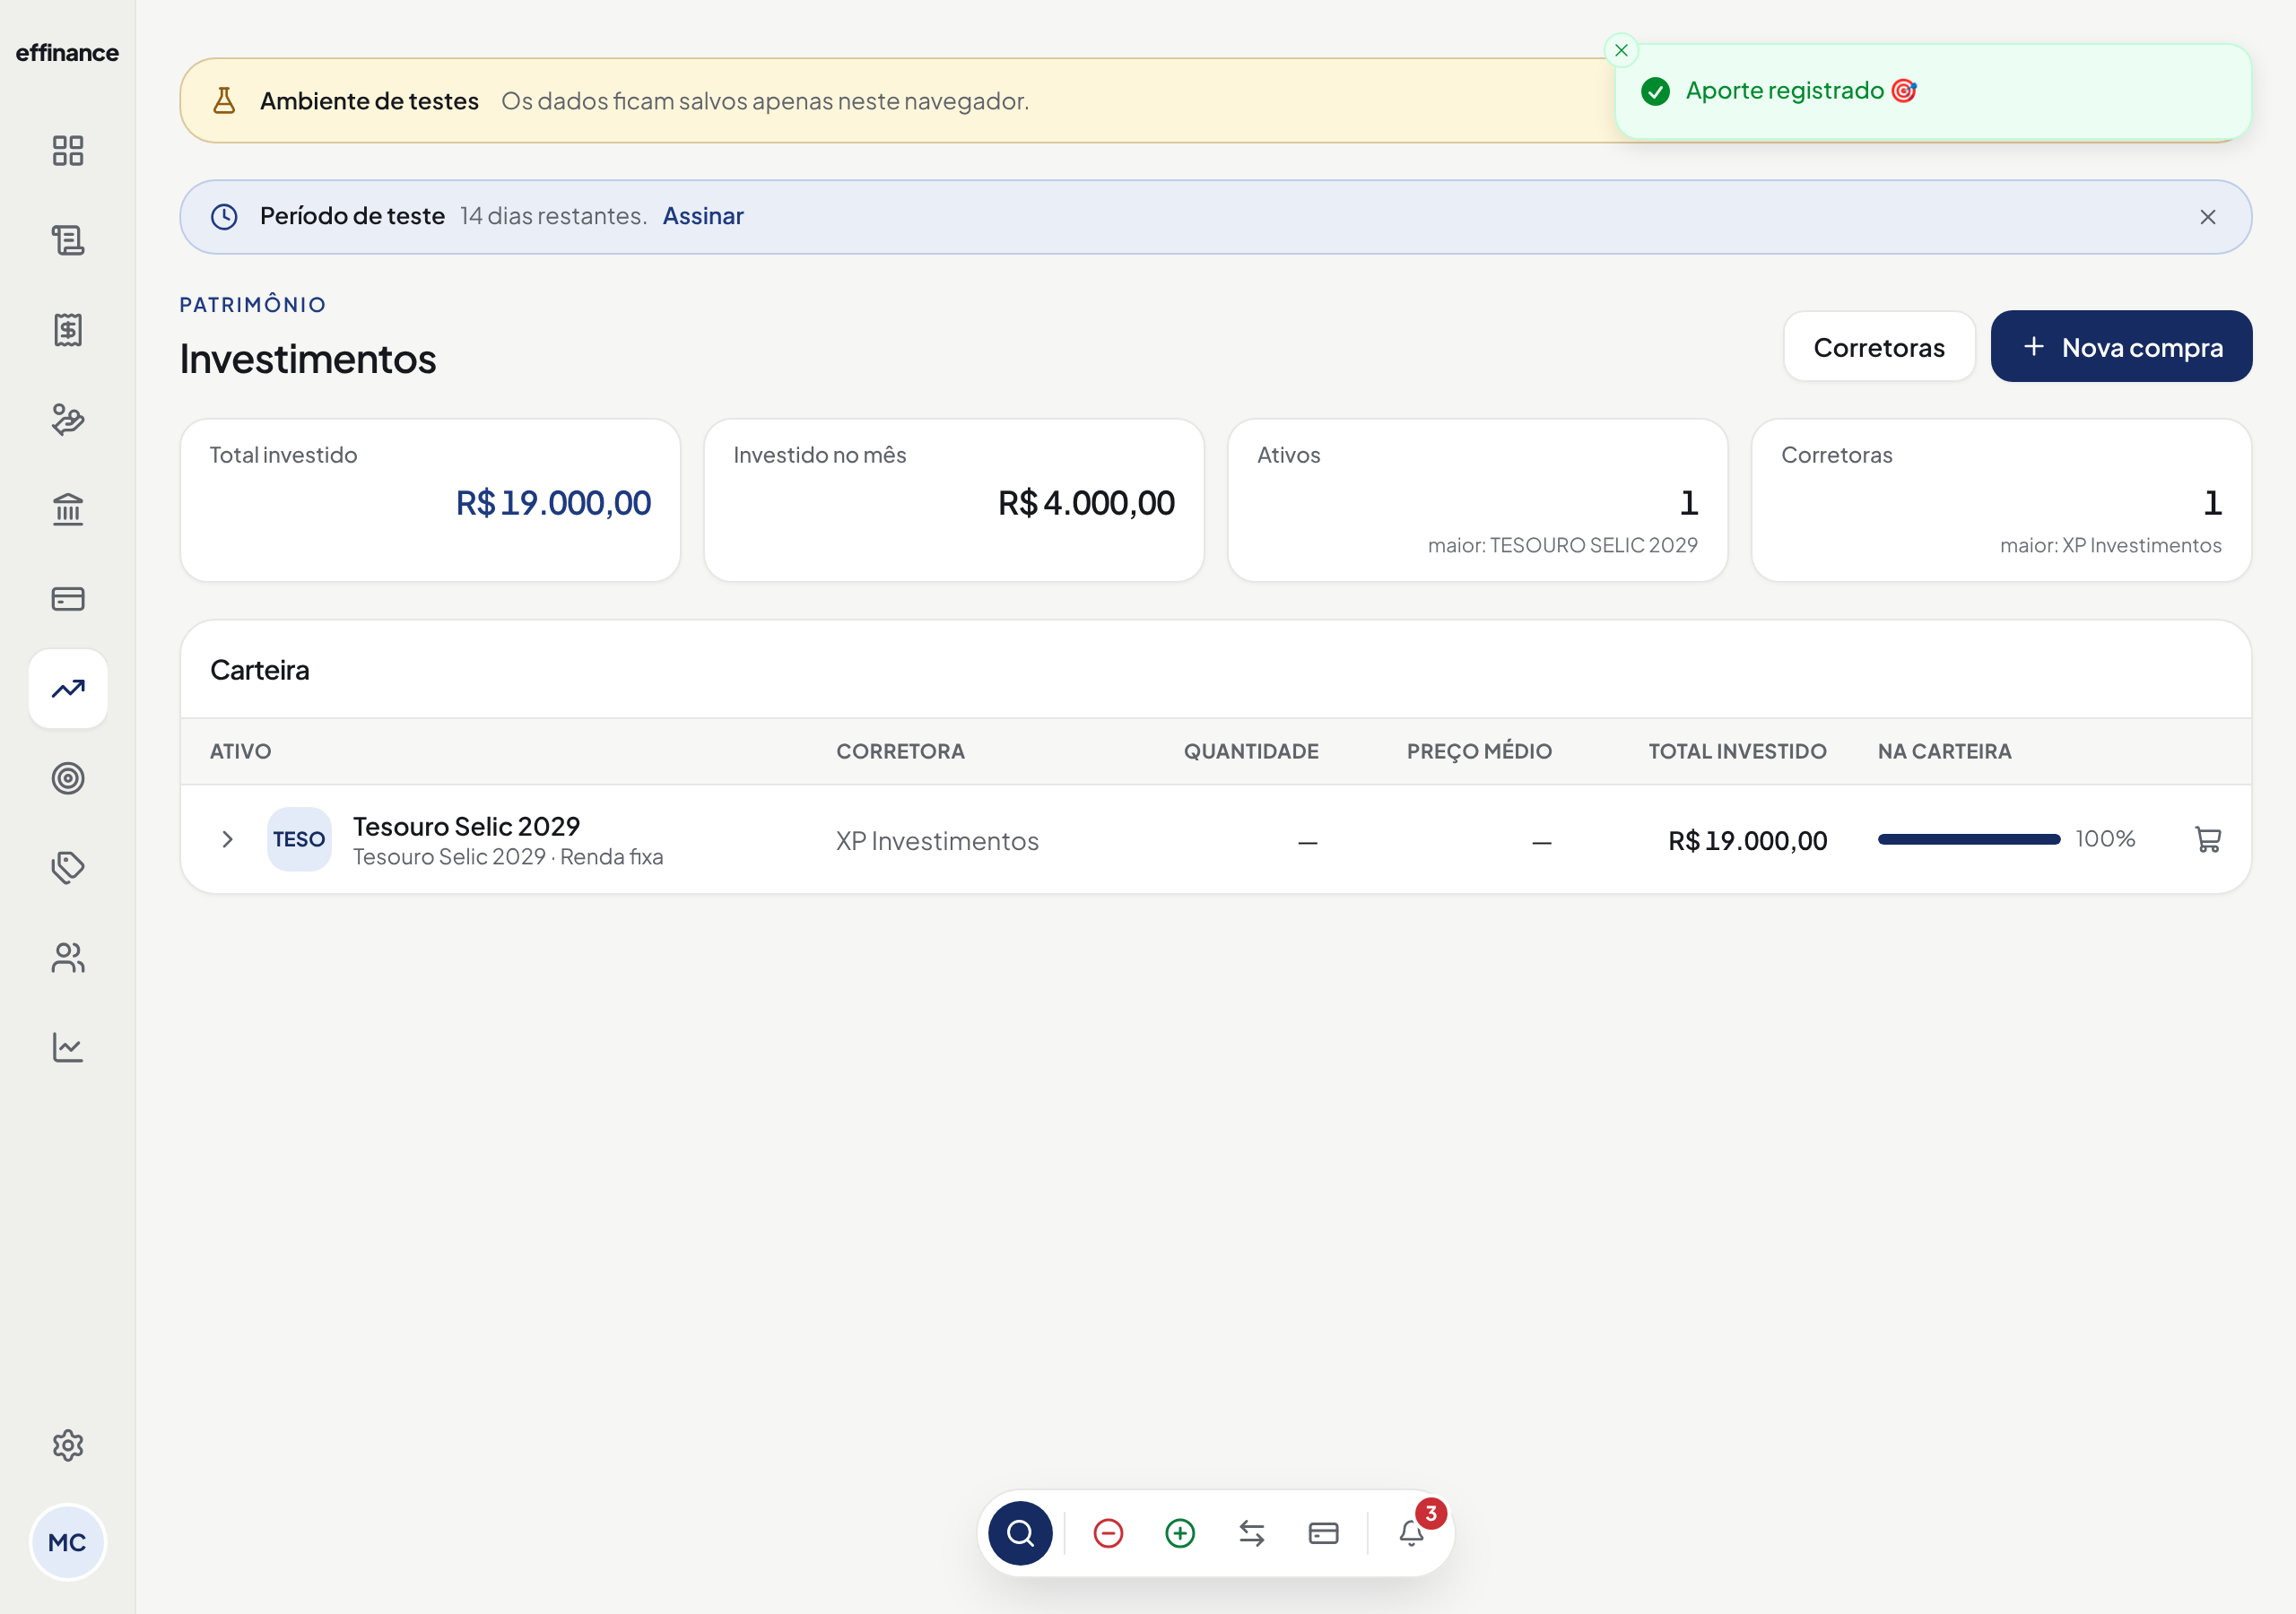 effinance
Ambiente de testes Os dados ficam salvos apenas neste navegador.
Aporte registrado 🎯
Período de teste 14 dias restantes. Assinar
PATRIMÔNIO
Investimentos
Corretoras
Nova compra
Total investido
R$ 19.000,00
Investido no mês
R$ 4.000,00
Ativos
1
maior: TESOURO SELIC 2029
Corretoras
1
maior: XP Investimentos
Carteira
ATIVO CORRETORA QUANTIDADE PREÇO MÉDIO TOTAL INVESTIDO NA CARTEIRA
TESO
Tesouro Selic 2029
Tesouro Selic 2029 · Renda fixa
XP Investimentos — — R$ 19.000,00 100%
3
MC